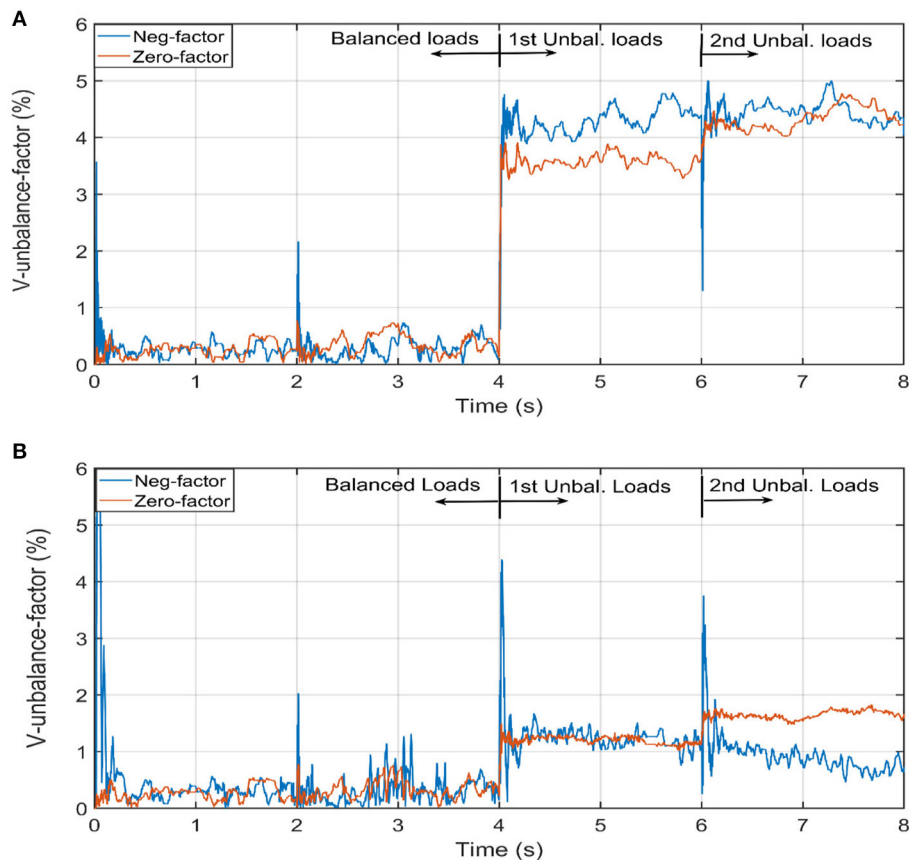 A
6
5
4
3
2
1
0
V-unbalance-factor (%)
Neg-factor
Zero-factor
Balanced loads
1st Unbal. loads
2nd Unbal. loads
0 1 2 3 4 5 6 7 8
Time (s)
B
6
5
4
3
2
1
0
V-unbalance-factor (%)
Neg-factor
Zero-factor
Balanced Loads
1st Unbal. Loads
2nd Unbal. Loads
0 1 2 3 4 5 6 7 8
Time (s)